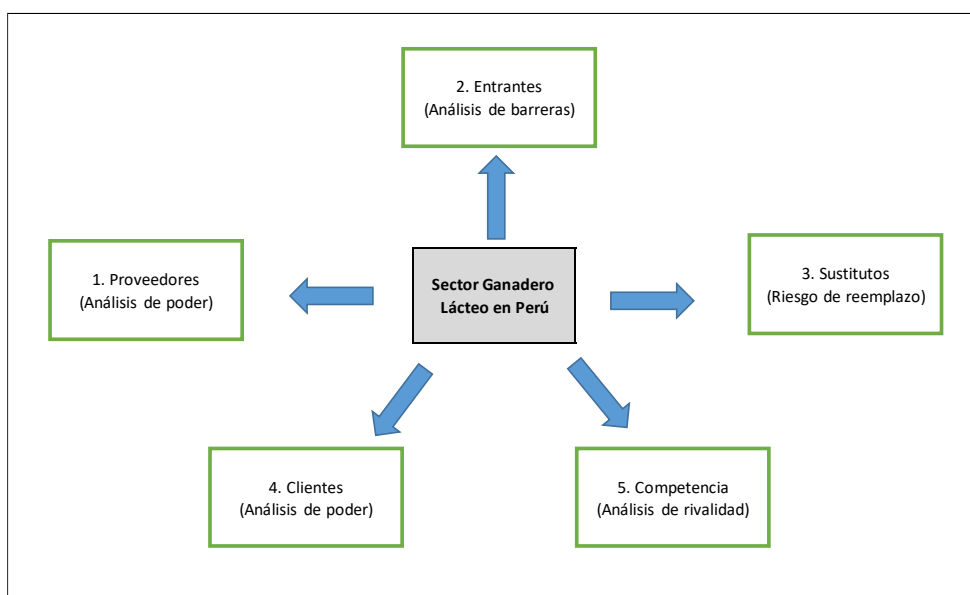 2. Entrantes
(Análisis de barreras)
1. Proveedores
(Análisis de poder)
Sector Ganadero
Lácteo en Perú
3. Sustitutos
(Riesgo de reemplazo)
4. Clientes
(Análisis de poder)
5. Competencia
(Análisis de rivalidad)